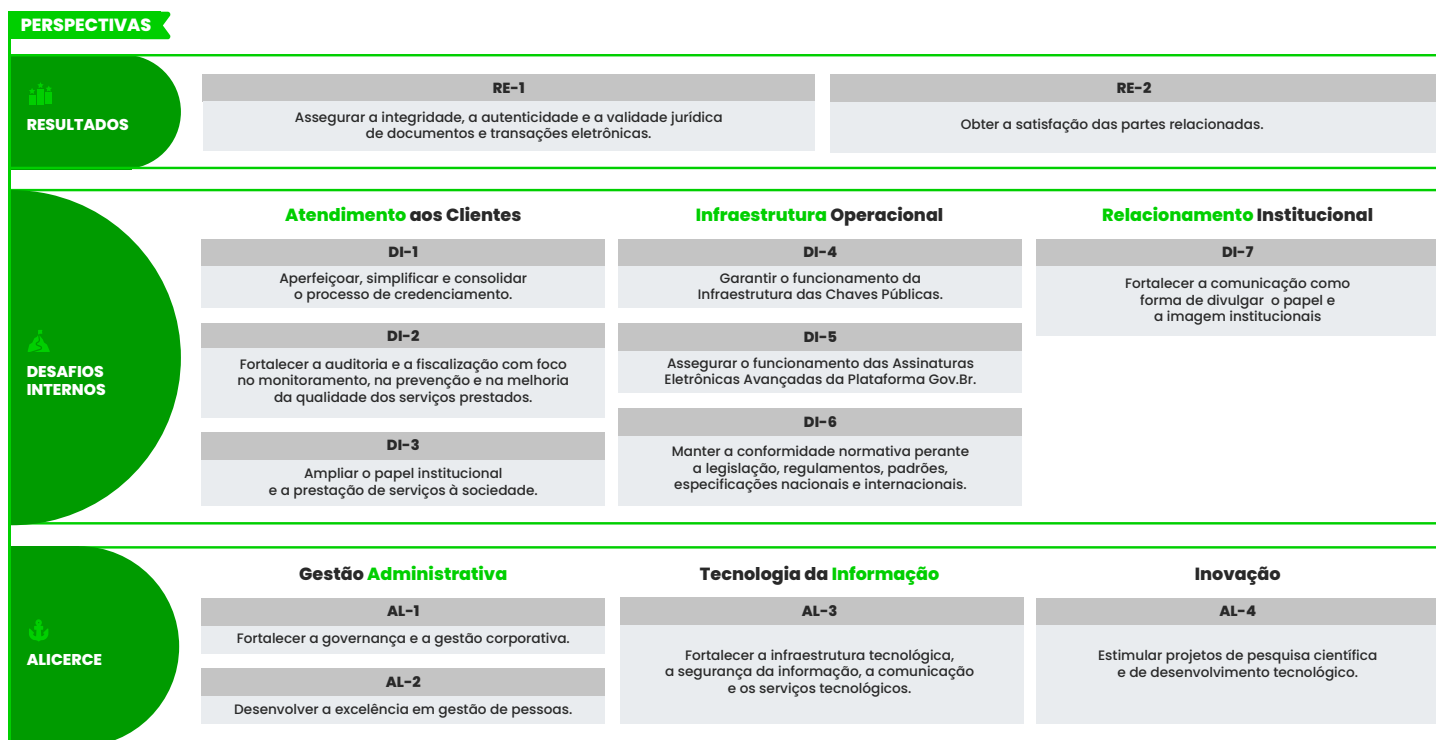 PERSPECTIVAS
RESULTADOS
RE-1
Assegurar a integridade, a autenticidade e a validade jurídica
de documentos e transações eletrônicas.
RE-2
Obter a satisfação das partes relacionadas.
DESAFIOS
INTERNOS
Atendimento aos Clientes
DI-1
Aperfeiçoar, simplificar e consolidar
o processo de credenciamento.
DI-2
Fortalecer a auditoria e a fiscalização com foco
no monitoramento, na prevenção e na melhoria
da qualidade dos serviços prestados.
DI-3
Ampliar o papel institucional
e a prestação de serviços à sociedade.
Infraestrutura Operacional
DI-4
Garantir o funcionamento da
Infraestrutura das Chaves Públicas.
DI-5
Assegurar o funcionamento das Assinaturas
Eletrônicas Avançadas da Plataforma Gov.Br.
DI-6
Manter a conformidade normativa perante
a legislação, regulamentos, padrões,
especificações nacionais e internacionais.
Relacionamento Institucional
DI-7
Fortalecer a comunicação como
forma de divulgar o papel e
a imagem institucionais
ALICERCE
Gestão Administrativa
AL-1
Fortalecer a governança e a gestão corporativa.
AL-2
Desenvolver a excelência em gestão de pessoas.
Tecnologia da Informação
AL-3
Fortalecer a infraestrutura tecnológica,
a segurança da informação, a comunicação
e os serviços tecnológicos.
Inovação
AL-4
Estimular projetos de pesquisa científica
e de desenvolvimento tecnológico.